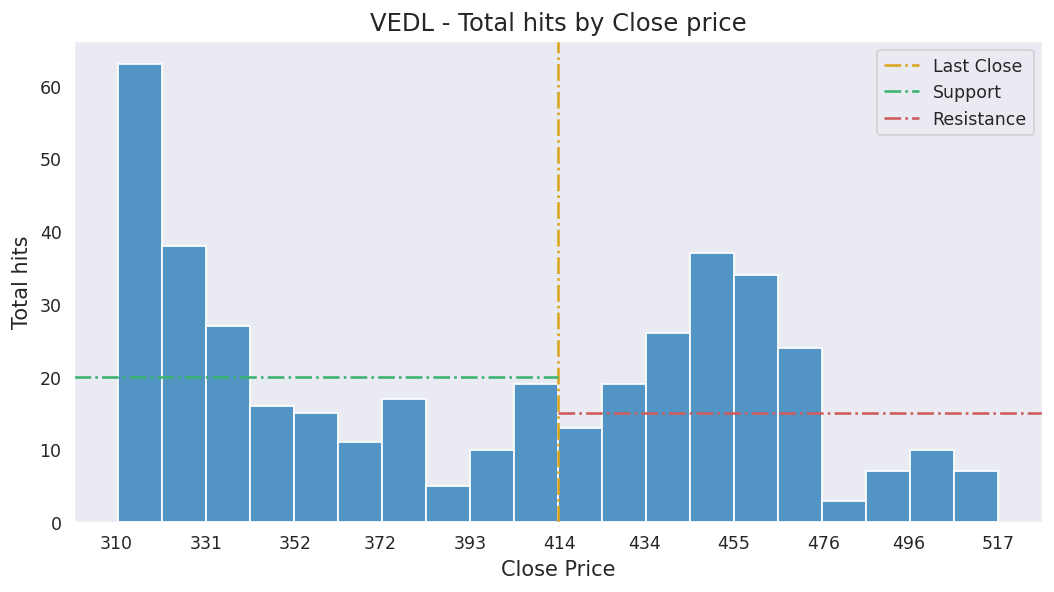 VEDL - Total hits by Close price
Last Close
Support
Resistance
Total hits
60
50
40
30
20
10
0
310 331 352 372 393 414 434 455 476 496 517
Close Price